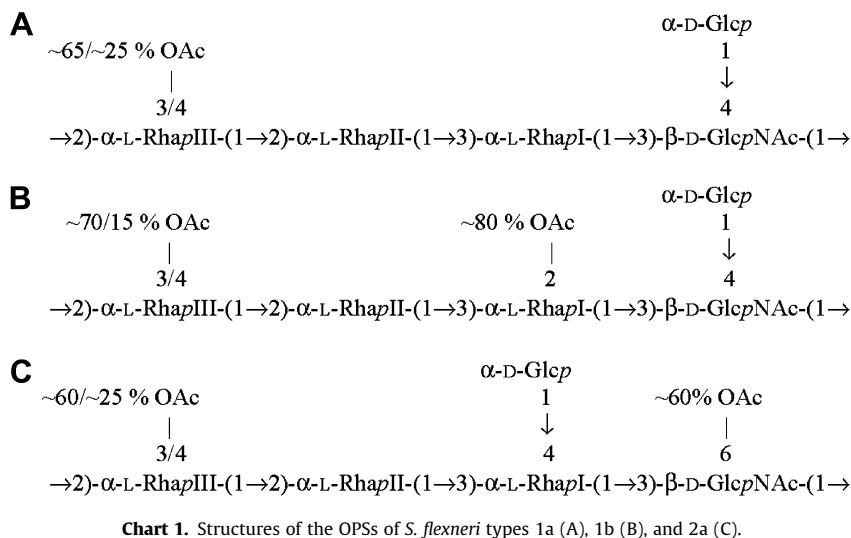 A
α-D-Glcp
~65/~25 % OAc 1
| ↓
3/4 4
→2)-α-L-RhapIII-(1→2)-α-L-RhapII-(1→3)-α-L-RhapI-(1→3)-β-D-GlcpNAc-(1→
B
α-D-Glcp
~70/15 % OAc ~80 % OAc 1
| | ↓
3/4 2 4
→2)-α-L-RhapIII-(1→2)-α-L-RhapII-(1→3)-α-L-RhapI-(1→3)-β-D-GlcpNAc-(1→
C
α-D-Glcp
~60/~25 % OAc 1 ~60% OAc
| ↓ |
3/4 4 6
→2)-α-L-RhapIII-(1→2)-α-L-RhapII-(1→3)-α-L-RhapI-(1→3)-β-D-GlcpNAc-(1→
Chart 1. Structures of the OPSs of S. flexneri types 1a (A), 1b (B), and 2a (C).